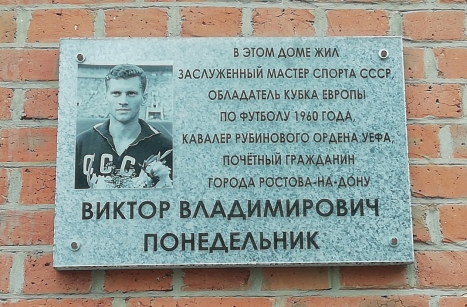 В ЭТОМ ДОМЕ ЖИЛ
ЗАСЛУЖЕННЫЙ МАСТЕР СПОРТА СССР,
ОБЛАДАТЕЛЬ КУБКА ЕВРОПЫ
ПО ФУТБОЛУ 1960 ГОДА,
КАВАЛЕР РУБИНОВОГО ОРДЕНА УЕФА,
ПОЧЁТНЫЙ ГРАЖДАНИН
ГОРОДА РОСТОВА-НА-ДОНУ
СССР
ВИКТОР ВЛАДИМИРОВИЧ
ПОНЕДЕЛЬНИК